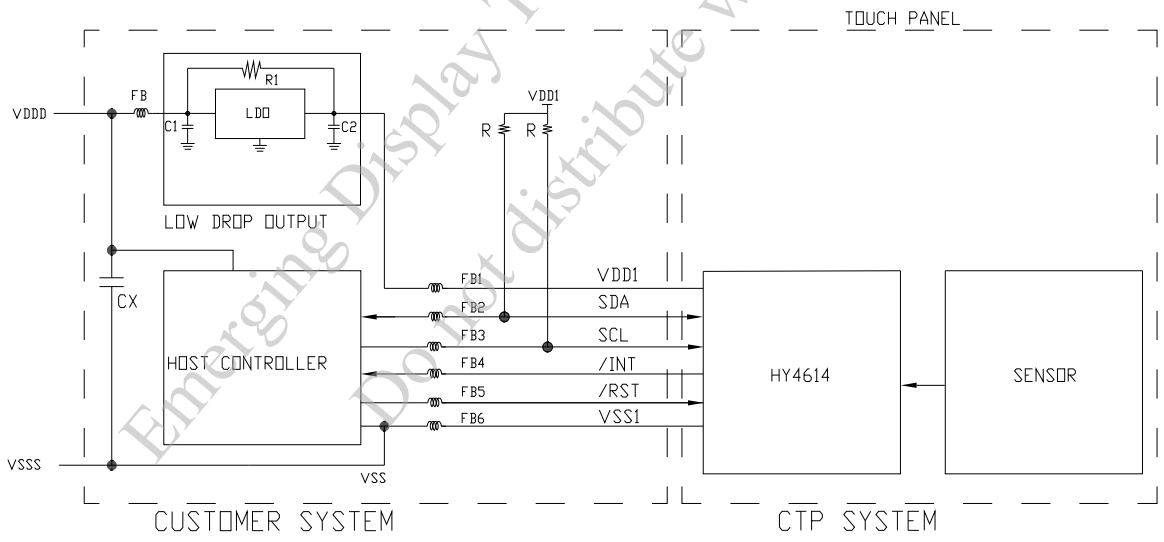 TOUCH PANEL
VDDD
FB
R1
LDO
C1
C2
LOW DROP OUTPUT
VDD1
R
R
CX
HOST CONTROLLER
FB1
VDD1
FB2
SDA
FB3
SCL
FB4
/INT
FB5
/RST
FB6
VSS1
HY4614
SENSOR
VSSS
VSS
CUSTOMER SYSTEM
CTP SYSTEM
Emerging Display T
Do not distribute w